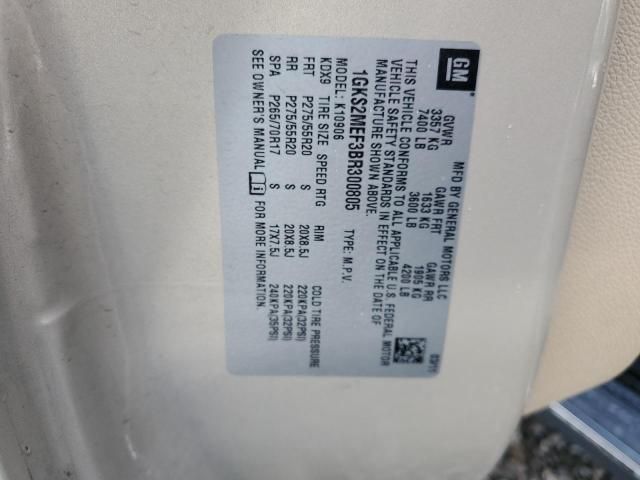 GM
MFD BY GENERAL MOTORS LLC
GVWR GAWR FRT GAWR RR
3357 KG 1633 KG 1905 KG
7400 LB 3600 LB 4200 LB
03/11
THIS VEHICLE CONFORMS TO ALL APPLICABLE U.S. FEDERAL MOTOR
VEHICLE SAFETY STANDARDS IN EFFECT ON THE DATE OF
MANUFACTURE SHOWN ABOVE.
1GKS2MEF3BR300805 TYPE: M.P.V.
MODEL: K10906
KDX9 TIRE SIZE SPEED RTG RIM COLD TIRE PRESSURE
FRT P275/55R20 S 20X8.5J 220KPA(32PSI)
RR P275/55R20 S 20X8.5J 220KPA(32PSI)
SPA P265/70R17 S 17X7.5J 240KPA(35PSI)
SEE OWNER'S MANUAL FOR MORE INFORMATION.